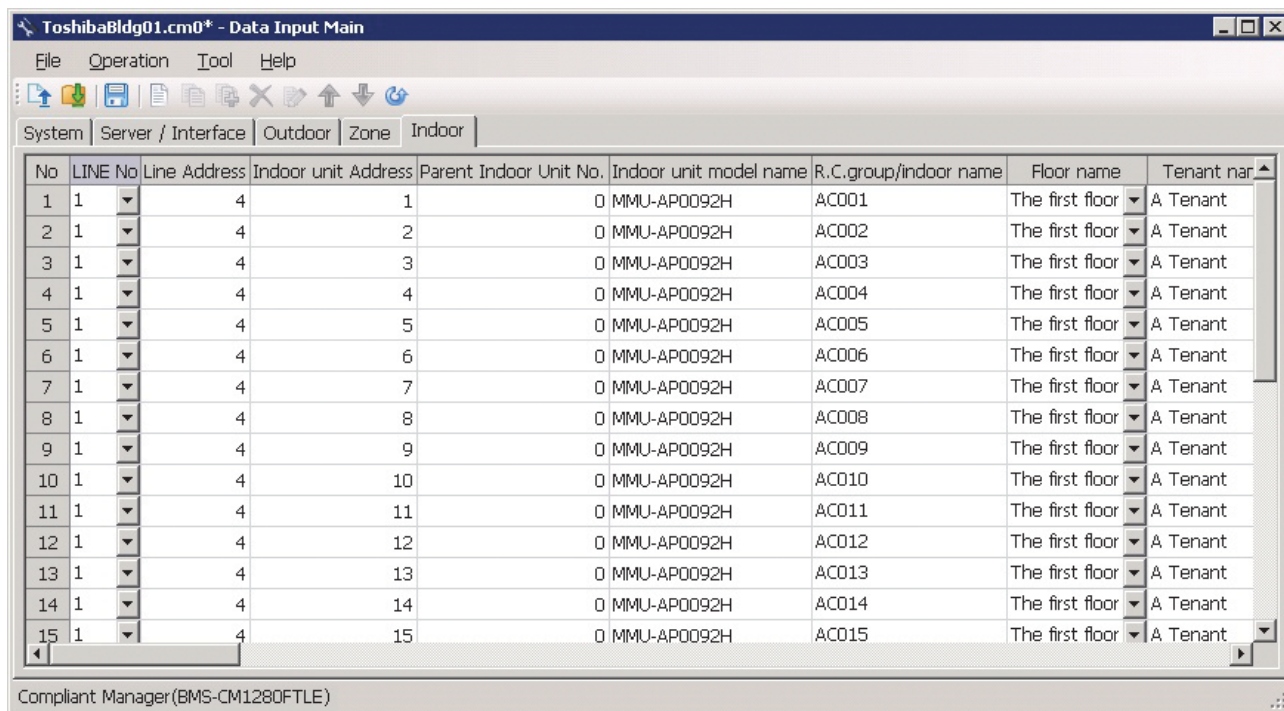 ToshibaBldg01.cm0* - Data Input Main
File Operation Tool Help
System Server / Interface Outdoor Zone Indoor
No LINE No Line Address Indoor unit Address Parent Indoor Unit No. Indoor unit model name R.C.group/indoor name Floor name Tenant nar
1 1 4 1 0 MMU-AP0092H AC001 The first floor A Tenant
2 1 4 2 0 MMU-AP0092H AC002 The first floor A Tenant
3 1 4 3 0 MMU-AP0092H AC003 The first floor A Tenant
4 1 4 4 0 MMU-AP0092H AC004 The first floor A Tenant
5 1 4 5 0 MMU-AP0092H AC005 The first floor A Tenant
6 1 4 6 0 MMU-AP0092H AC006 The first floor A Tenant
7 1 4 7 0 MMU-AP0092H AC007 The first floor A Tenant
8 1 4 8 0 MMU-AP0092H AC008 The first floor A Tenant
9 1 4 9 0 MMU-AP0092H AC009 The first floor A Tenant
10 1 4 10 0 MMU-AP0092H AC010 The first floor A Tenant
11 1 4 11 0 MMU-AP0092H AC011 The first floor A Tenant
12 1 4 12 0 MMU-AP0092H AC012 The first floor A Tenant
13 1 4 13 0 MMU-AP0092H AC013 The first floor A Tenant
14 1 4 14 0 MMU-AP0092H AC014 The first floor A Tenant
15 1 4 15 0 MMU-AP0092H AC015 The first floor A Tenant
Compliant Manager(BMS-CM1280FTLE)